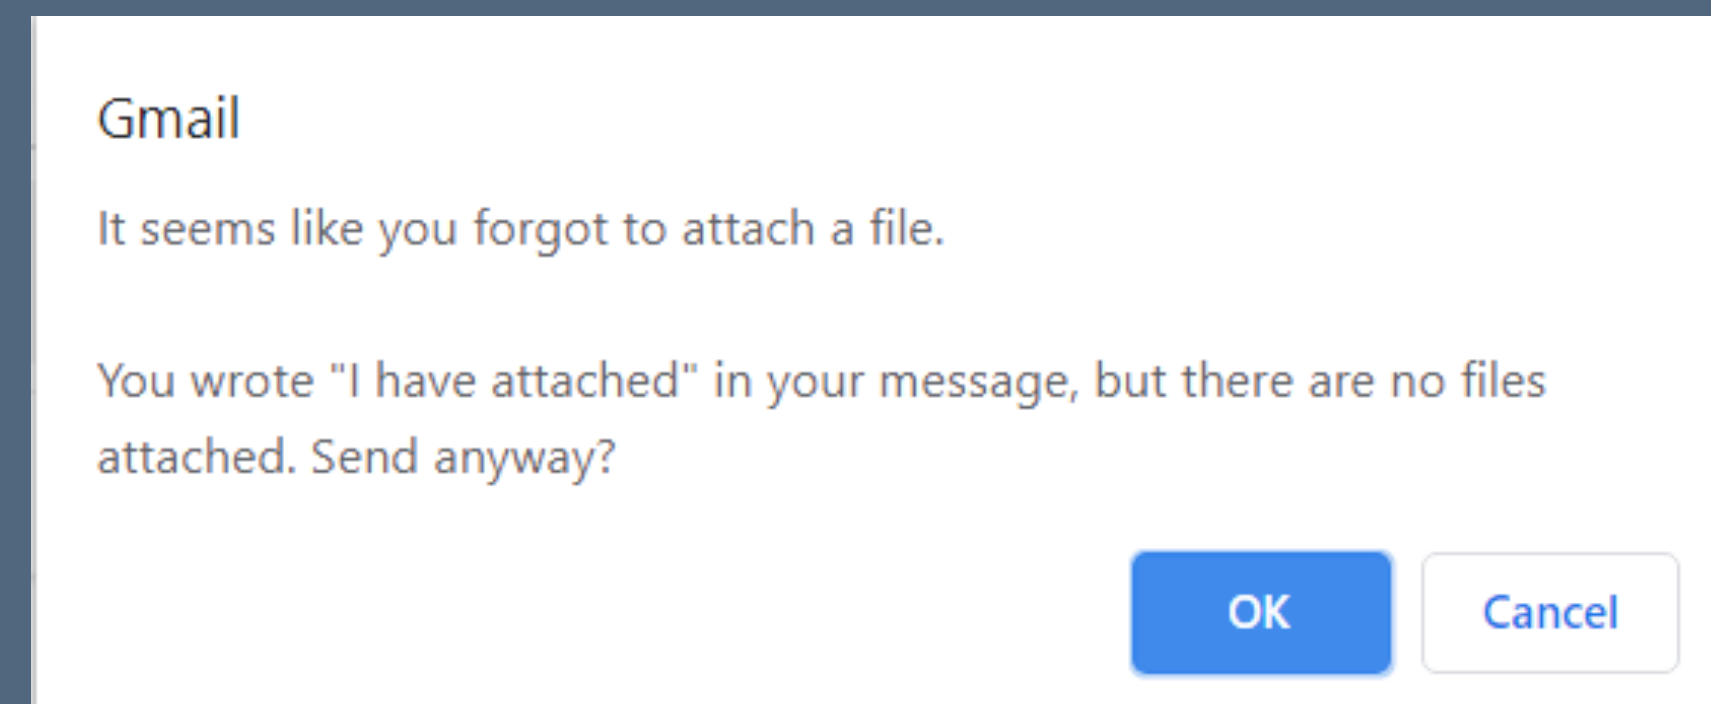 Gmail
It seems like you forgot to attach a file.
You wrote "I have attached" in your message, but there are no files
attached. Send anyway?
OK Cancel